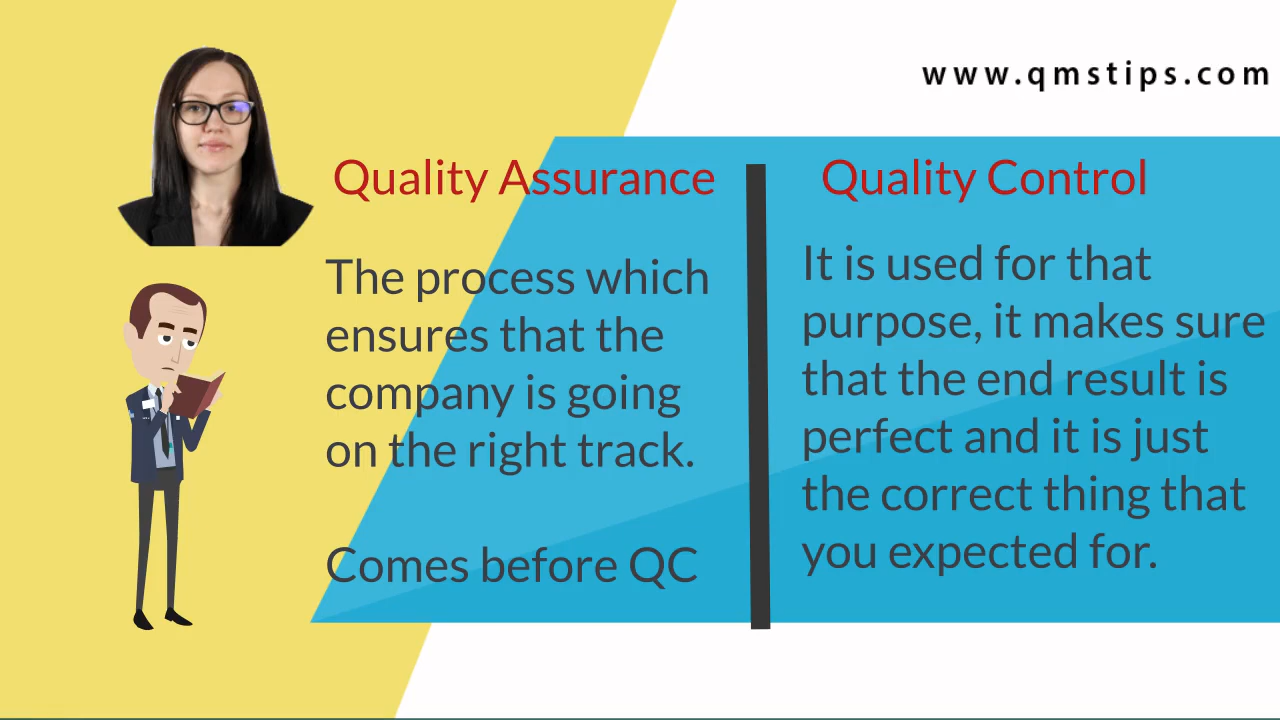 www.qmstips.com
Quality Assurance
The process which
ensures that the
company is going
on the right track.
Comes before QC
Quality Control
It is used for that
purpose, it makes sure
that the end result is
perfect and it is just
the correct thing that
you expected for.